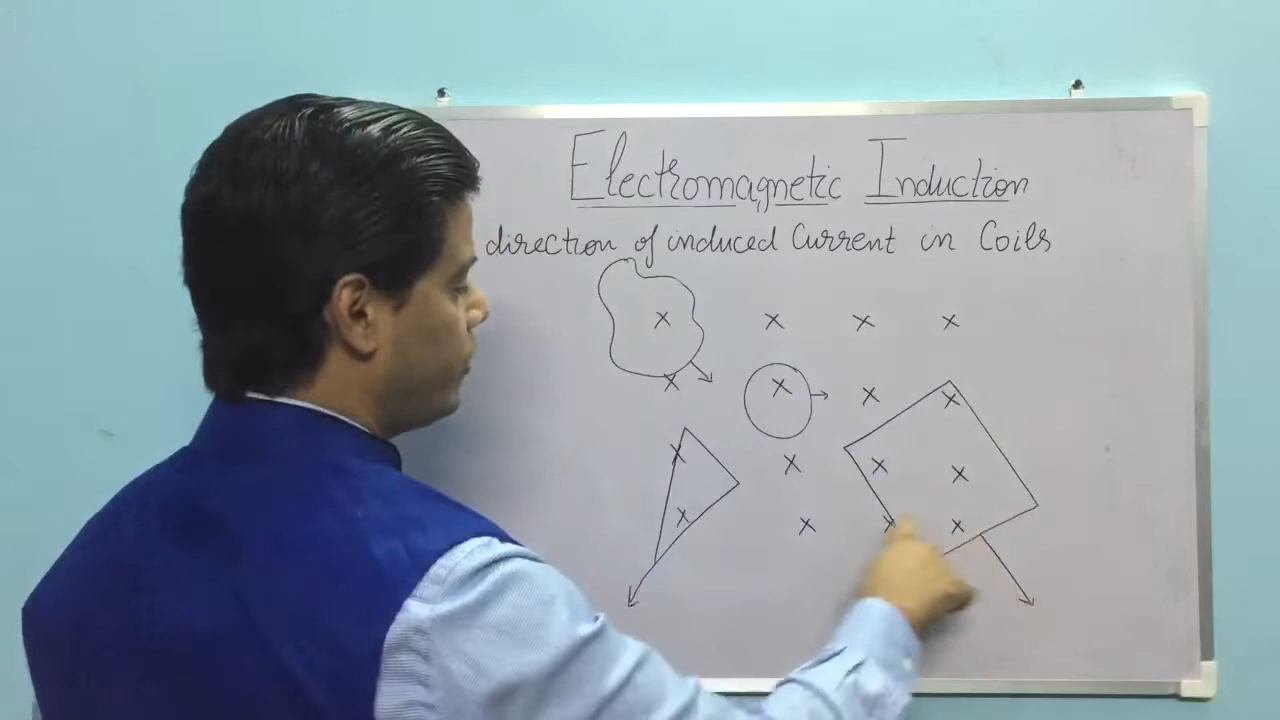 Electromagnetic Induction
direction of induced Current in Coils
x x x x
x x x x
x x x x
x x x x